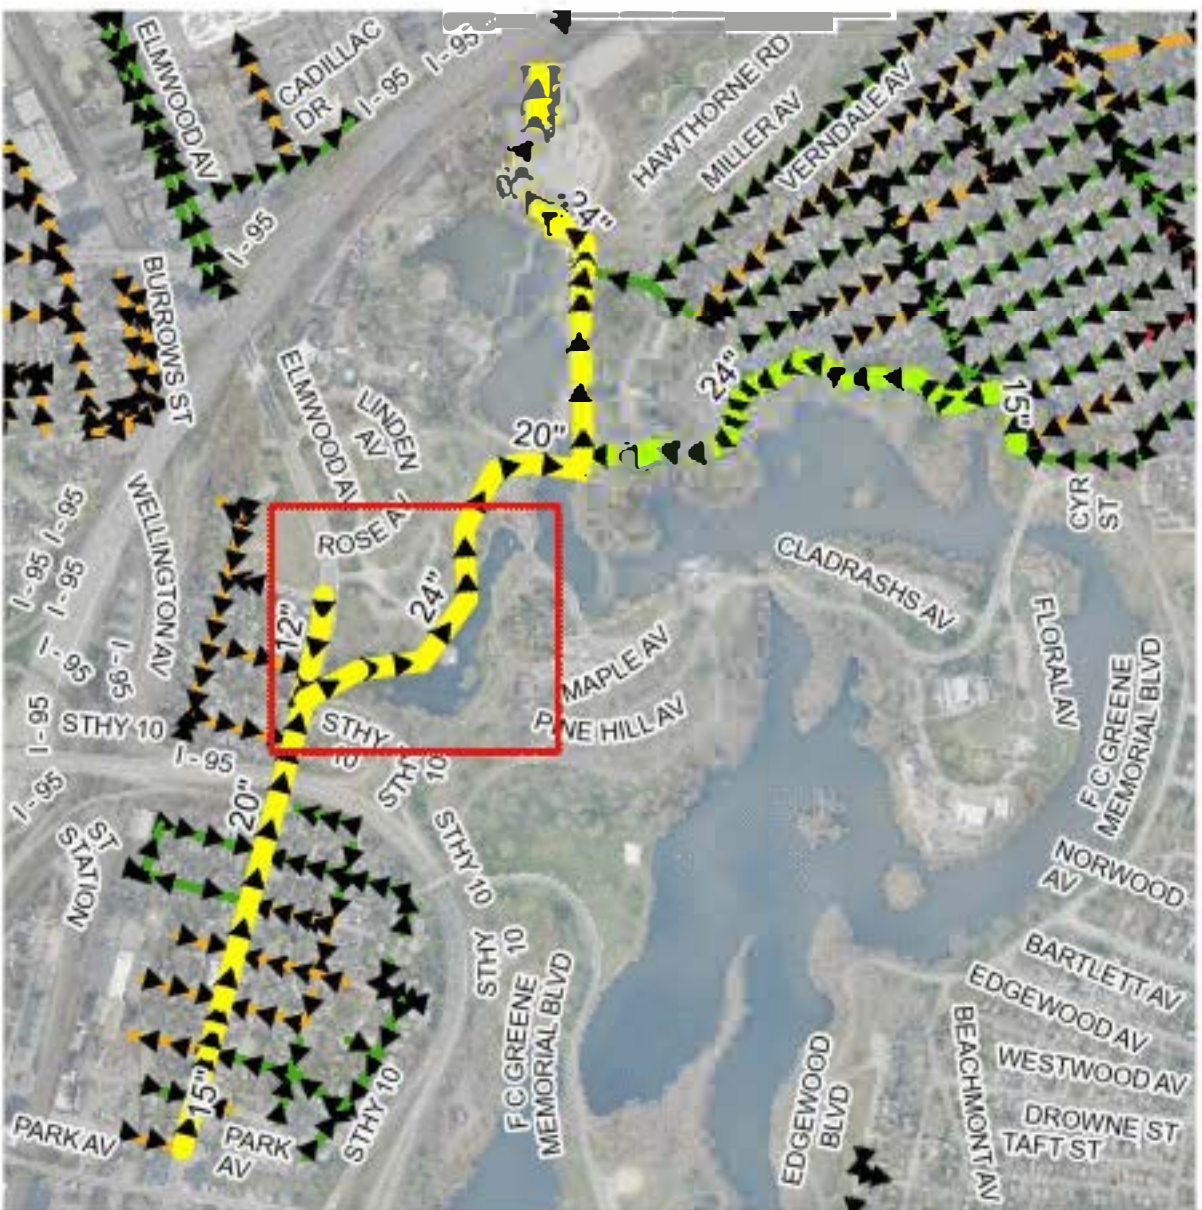 ELMWOOD AV
CADILLAC
DR
I - 95
I - 95
HAWTHORNE RD
MILLER AV
VERNDALE AV
24"
I - 95
BURROWS ST
ELMWOOD AV
LINDEN
AV
20"
24"
15"
WELLINGTON AV
ROSE A
I - 95
I - 95
I - 95
CYR
ST
CLADRASHS AV
12"
24"
FLORAL AV
F C GREENE
MEMORIAL BLVD
MAPLE AV
PINE HILL AV
I - 95
I - 95
I - 95
STHY 10
I - 95
STHY
10
STHY
10
I - 95
20"
STATION
ST
STHY 10
NORWOOD
AV
STHY
10
F C GREENE
MEMORIAL BLVD
BARTLETT AV
EDGEWOOD AV
BEACHMONT AV
WESTWOOD AV
EDGEWOOD
BLVD
DROWNE ST
TAFT ST
15"
PARK AV
PARK
AV
STHY 10